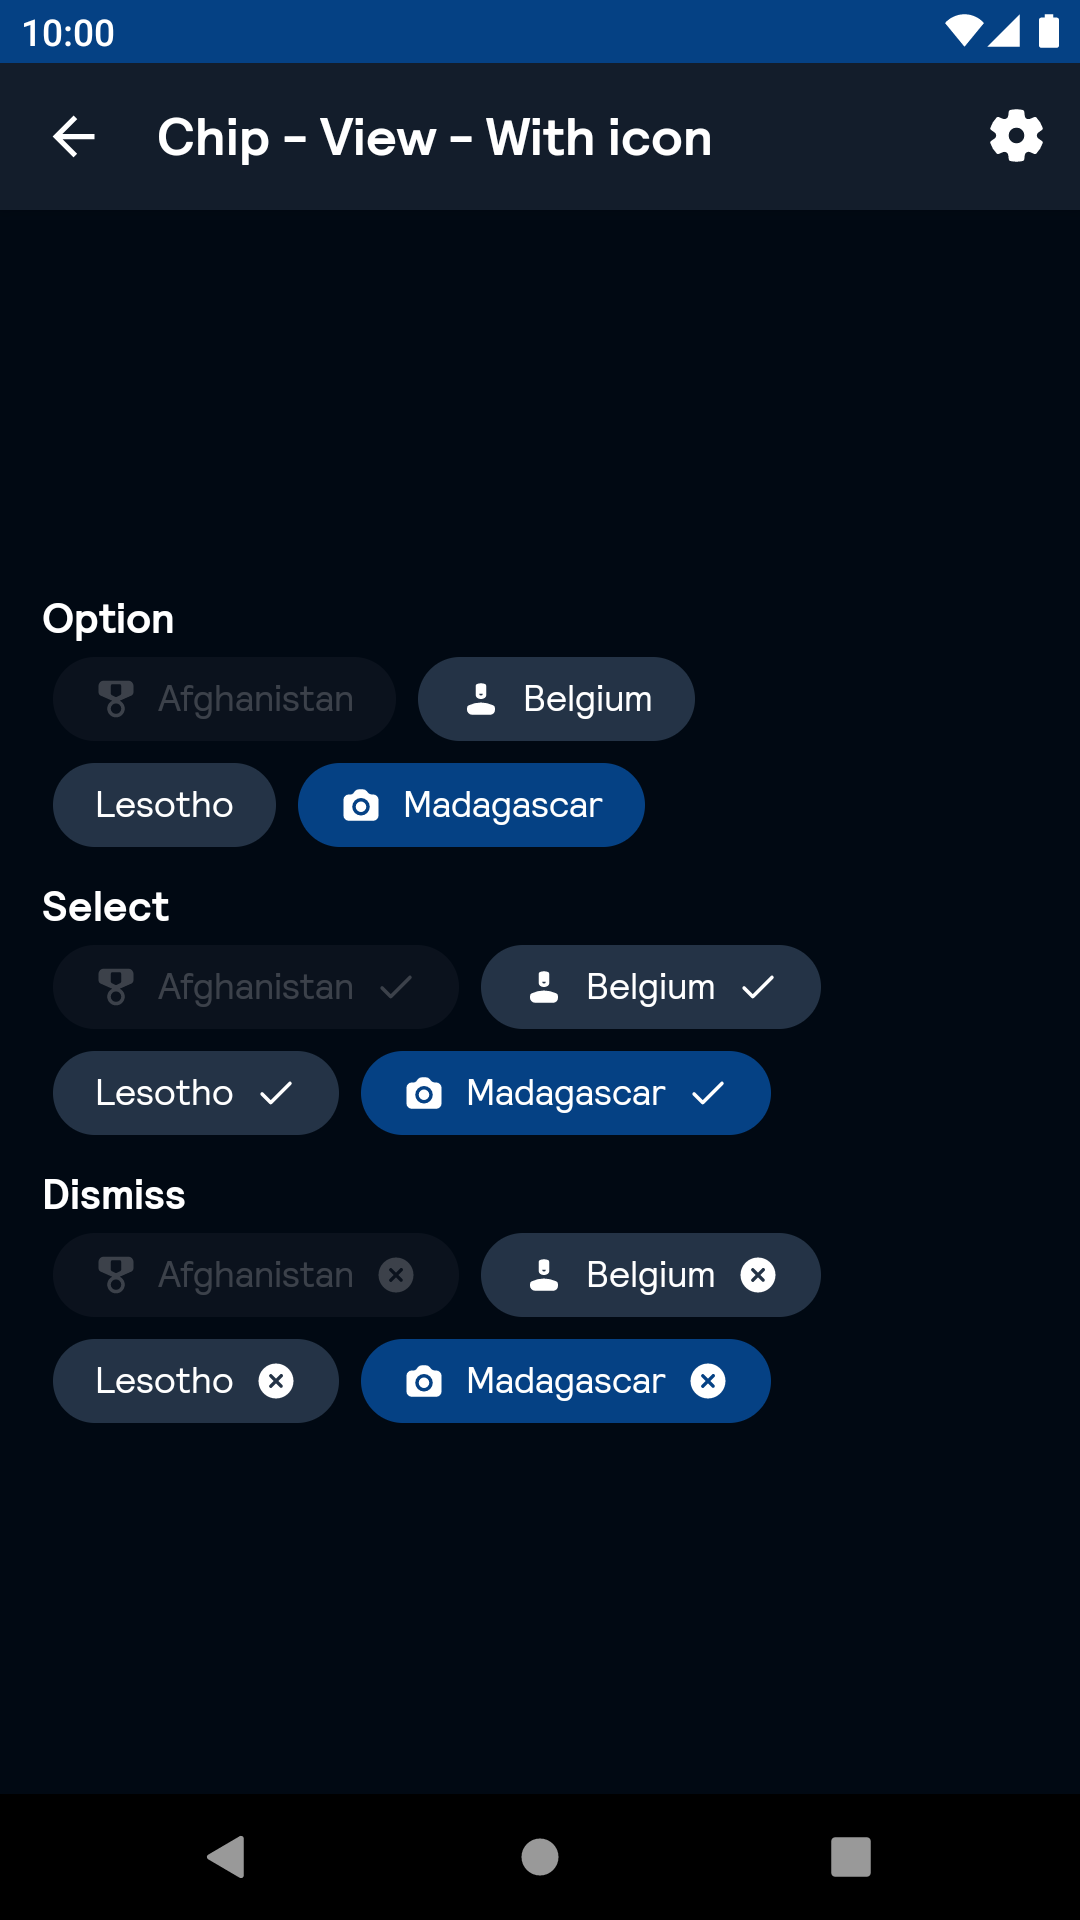 10:00
Chip - View - With icon
Option
Afghanistan Belgium
Lesotho Madagascar
Select
Afghanistan Belgium
Lesotho Madagascar
Dismiss
Afghanistan Belgium
Lesotho Madagascar